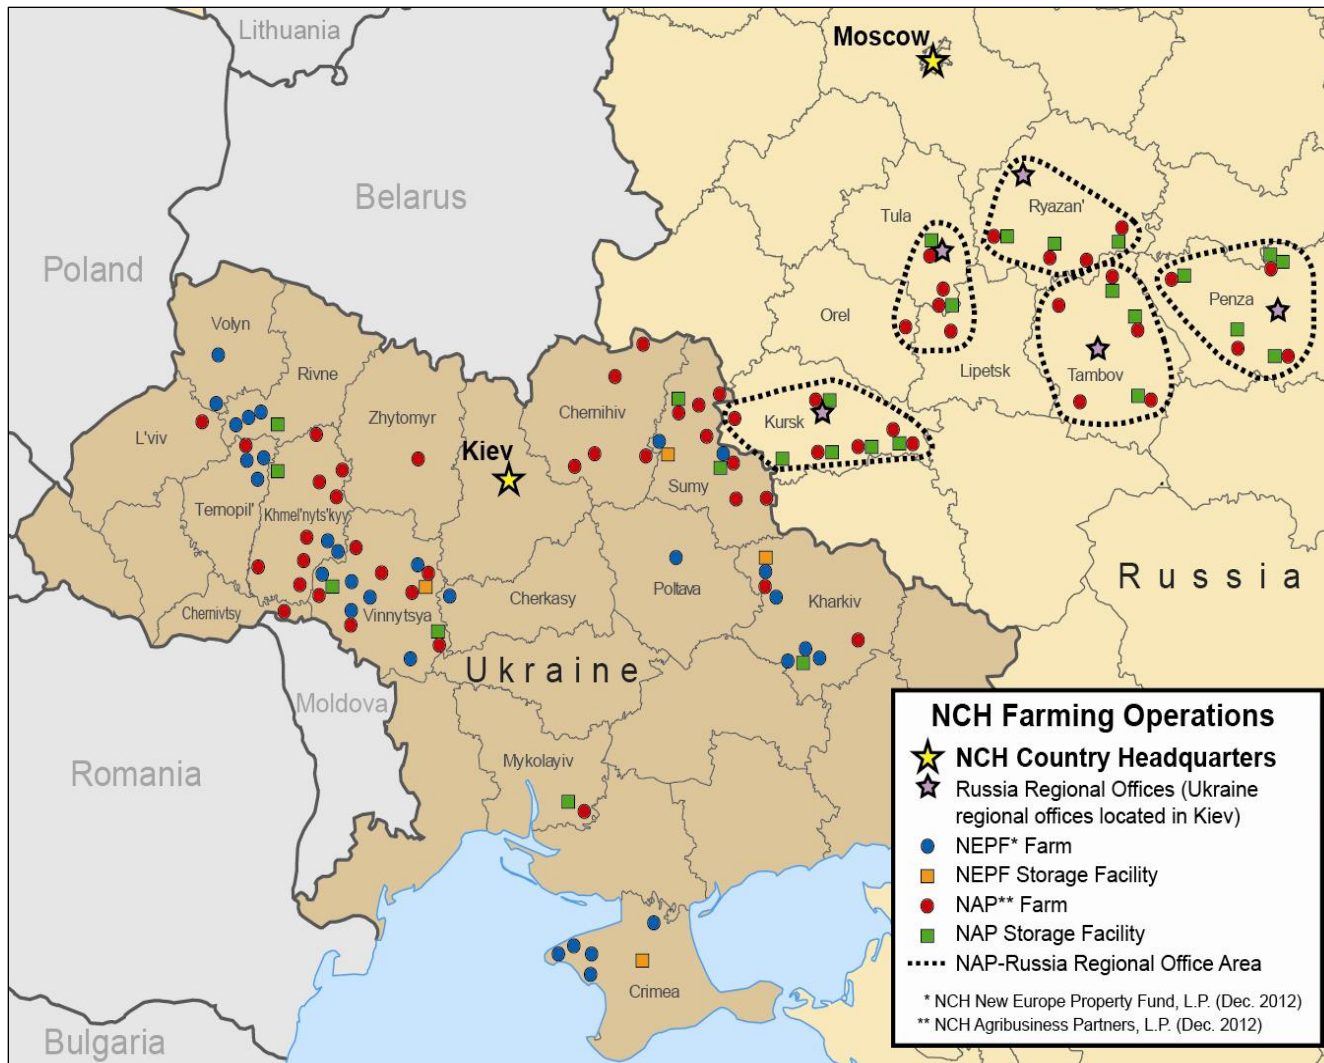 Lithuania
Moscow
Belarus
Ryazan'
Tula
Poland
Penza
Volyn
Orel
Rivne
Lipetsk
Tambov
Zhytomyr
Chernihiv
L'viv
Kursk
Kiev
Sumy
Ternopil'
Khmel'nyts'kyy
Russia
Poltava
Cherkasy
Kharkiv
Chernivtsy
Vinnytsya
Ukraine
Moldova
Mykolayiv
Romania
Crimea
Bulgaria
NCH Farming Operations
NCH Country Headquarters
Russia Regional Offices (Ukraine
regional offices located in Kiev)
NEPF* Farm
NEPF Storage Facility
NAP** Farm
NAP Storage Facility
NAP-Russia Regional Office Area
* NCH New Europe Property Fund, L.P. (Dec. 2012)
** NCH Agribusiness Partners, L.P. (Dec. 2012)